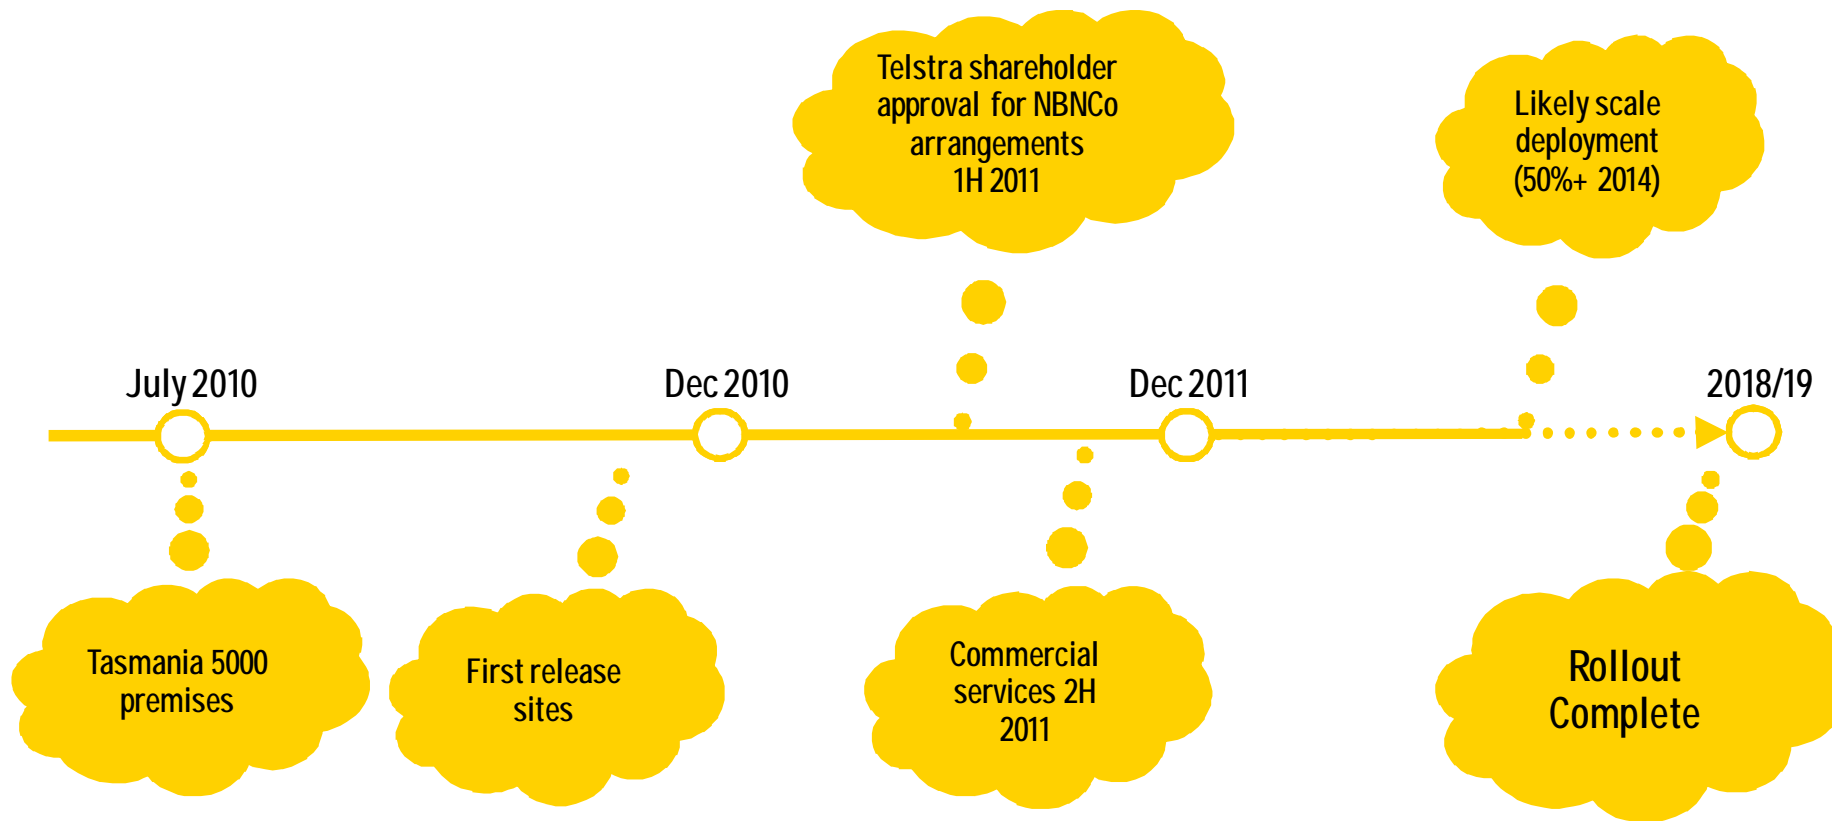 Telstra shareholder
approval for NBNCo
arrangements
1H 2011
Likely scale
deployment
(50%+ 2014)
July 2010
Dec 2010
Dec 2011
2018/19
Tasmania 5000
premises
First release
sites
Commercial
services 2H
2011
Rollout
Complete